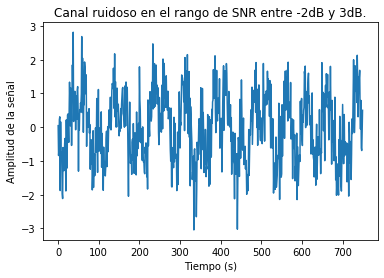 Canal ruidoso en el rango de SNR entre -2dB y 3dB.
Amplitud de la señal
3
2
1
0
−1
−2
−3
0 100 200 300 400 500 600 700
Tiempo (s)